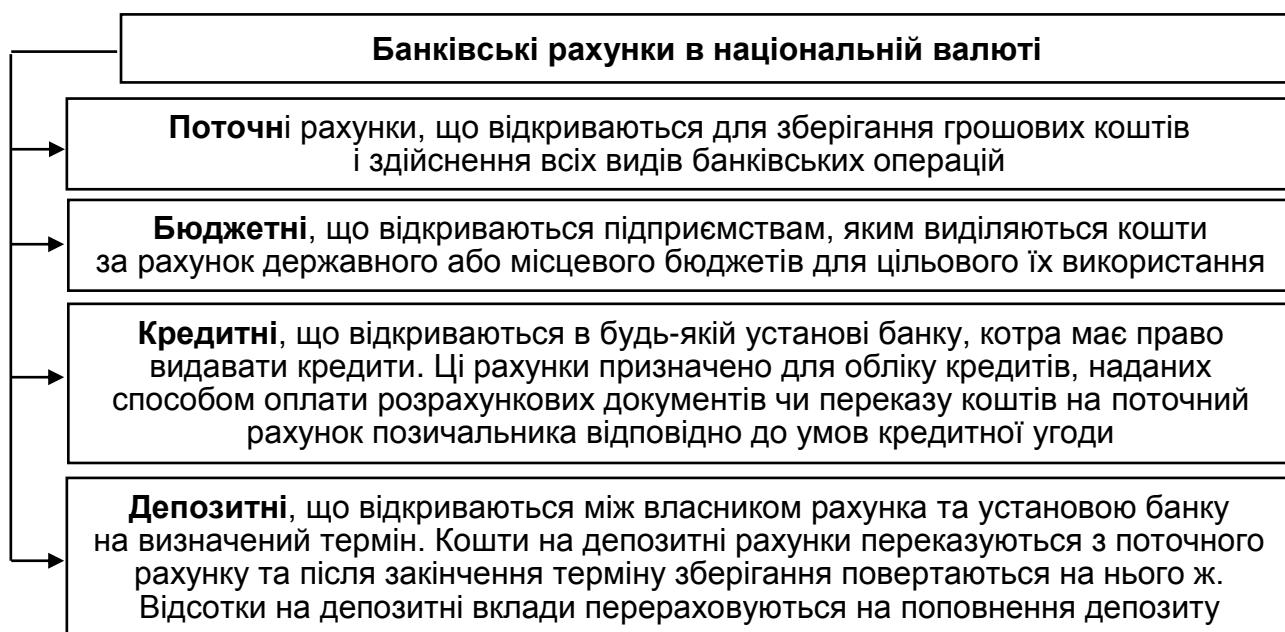 Банківські рахунки в національній валюті
Поточні рахунки, що відкриваються для зберігання грошових коштів
і здійснення всіх видів банківських операцій
Бюджетні, що відкриваються підприємствам, яким виділяються кошти
за рахунок державного або місцевого бюджетів для цільового їх використання
Кредитні, що відкриваються в будь-якій установі банку, котра має право
видавати кредити. Ці рахунки призначено для обліку кредитів, наданих
способом оплати розрахункових документів чи переказу коштів на поточний
рахунок позичальника відповідно до умов кредитної угоди
Депозитні, що відкриваються між власником рахунка та установою банку
на визначений термін. Кошти на депозитні рахунки переказуються з поточного
рахунку та після закінчення терміну зберігання повертаються на нього ж.
Відсотки на депозитні вклади перераховуються на поповнення депозиту